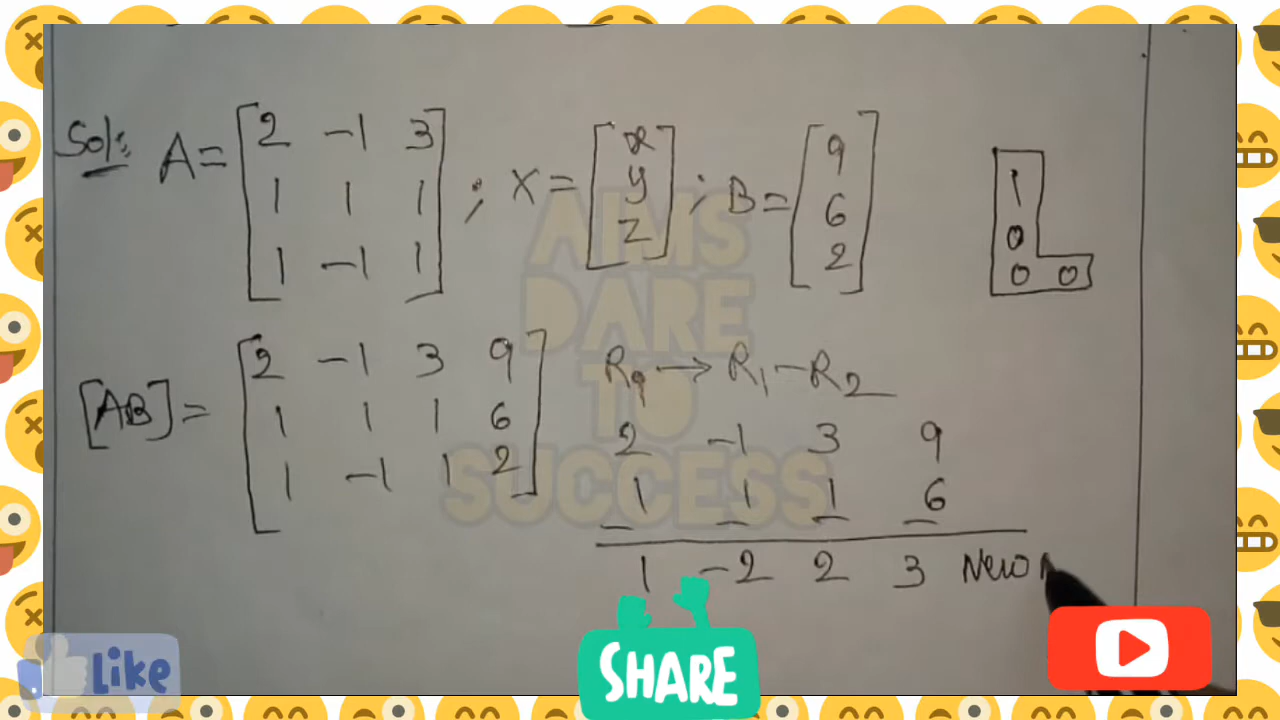 Sol:
A = [2 -1 3
1 1 1
1 -1 1] ; X = [x
y
z] ; B = [9
6
2]
1
0
0 0
[AB] = [2 -1 3 9
1 1 1 6
1 -1 1 2]
R1 → R1 - R2
2 -1 3 9
1 1 1 6
- - - -
1 -2 2 3 New
AIMS
DARE
TO
SUCCESS
Like
SHARE